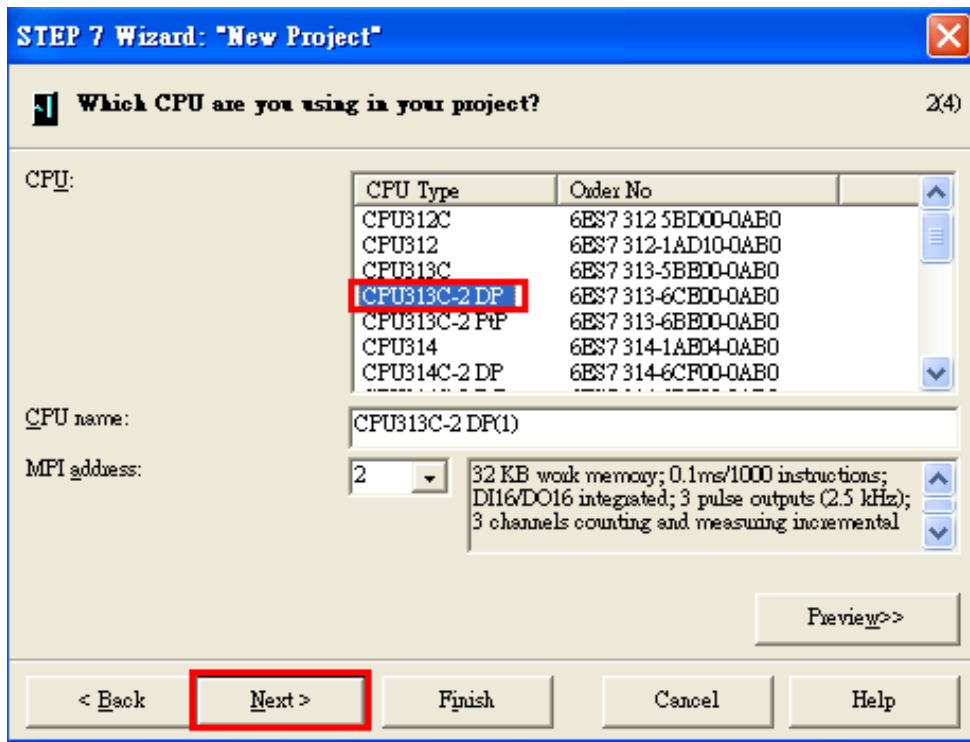 STEP 7 Wizard: "New Project"
Which CPU are you using in your project? 2(4)
CPU:
CPU Type Order No
CPU312C 6ES7 312 5BD00-0AB0
CPU312 6ES7 312-1AD10-0AB0
CPU313C 6ES7 313-5BE00-0AB0
CPU313C-2 DP 6ES7 313-6CE00-0AB0
CPU313C-2 PtP 6ES7 313-6BE00-0AB0
CPU314 6ES7 314-1AE04-0AB0
CPU314C-2 DP 6ES7 314-6CF00-0AB0
CPU name: CPU313C-2 DP(1)
MPI address: 2
32 KB work memory; 0.1ms/1000 instructions;
DI16/DO16 integrated; 3 pulse outputs (2.5 kHz);
3 channels counting and measuring incremental
Preview>>
< Back Next > Finish Cancel Help